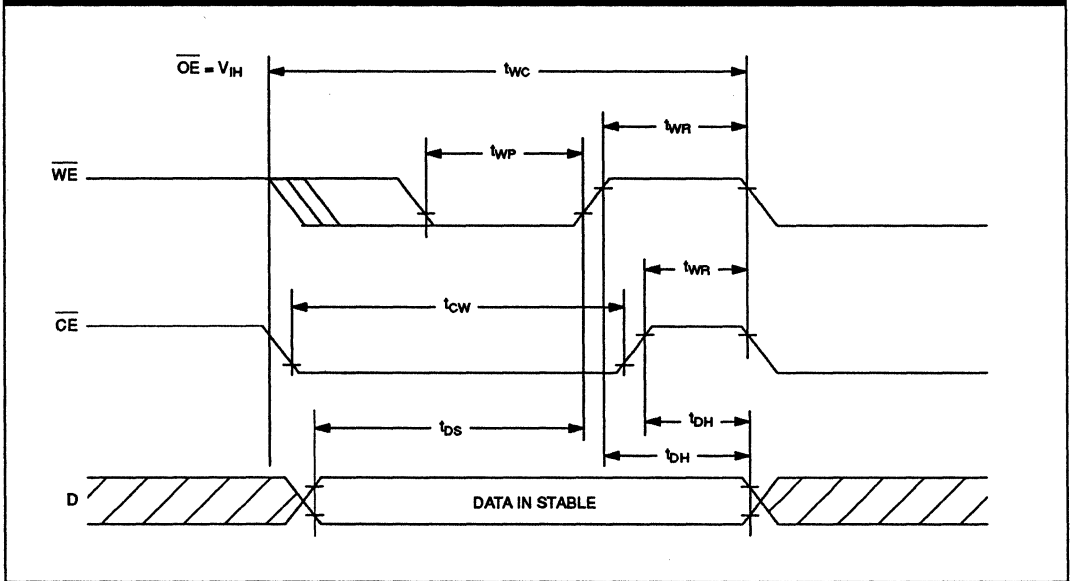 OE = VIH
tWC
tWR
tWP
WE
tWR
tCW
CE
tDH
tDS
tDH
D
DATA IN STABLE